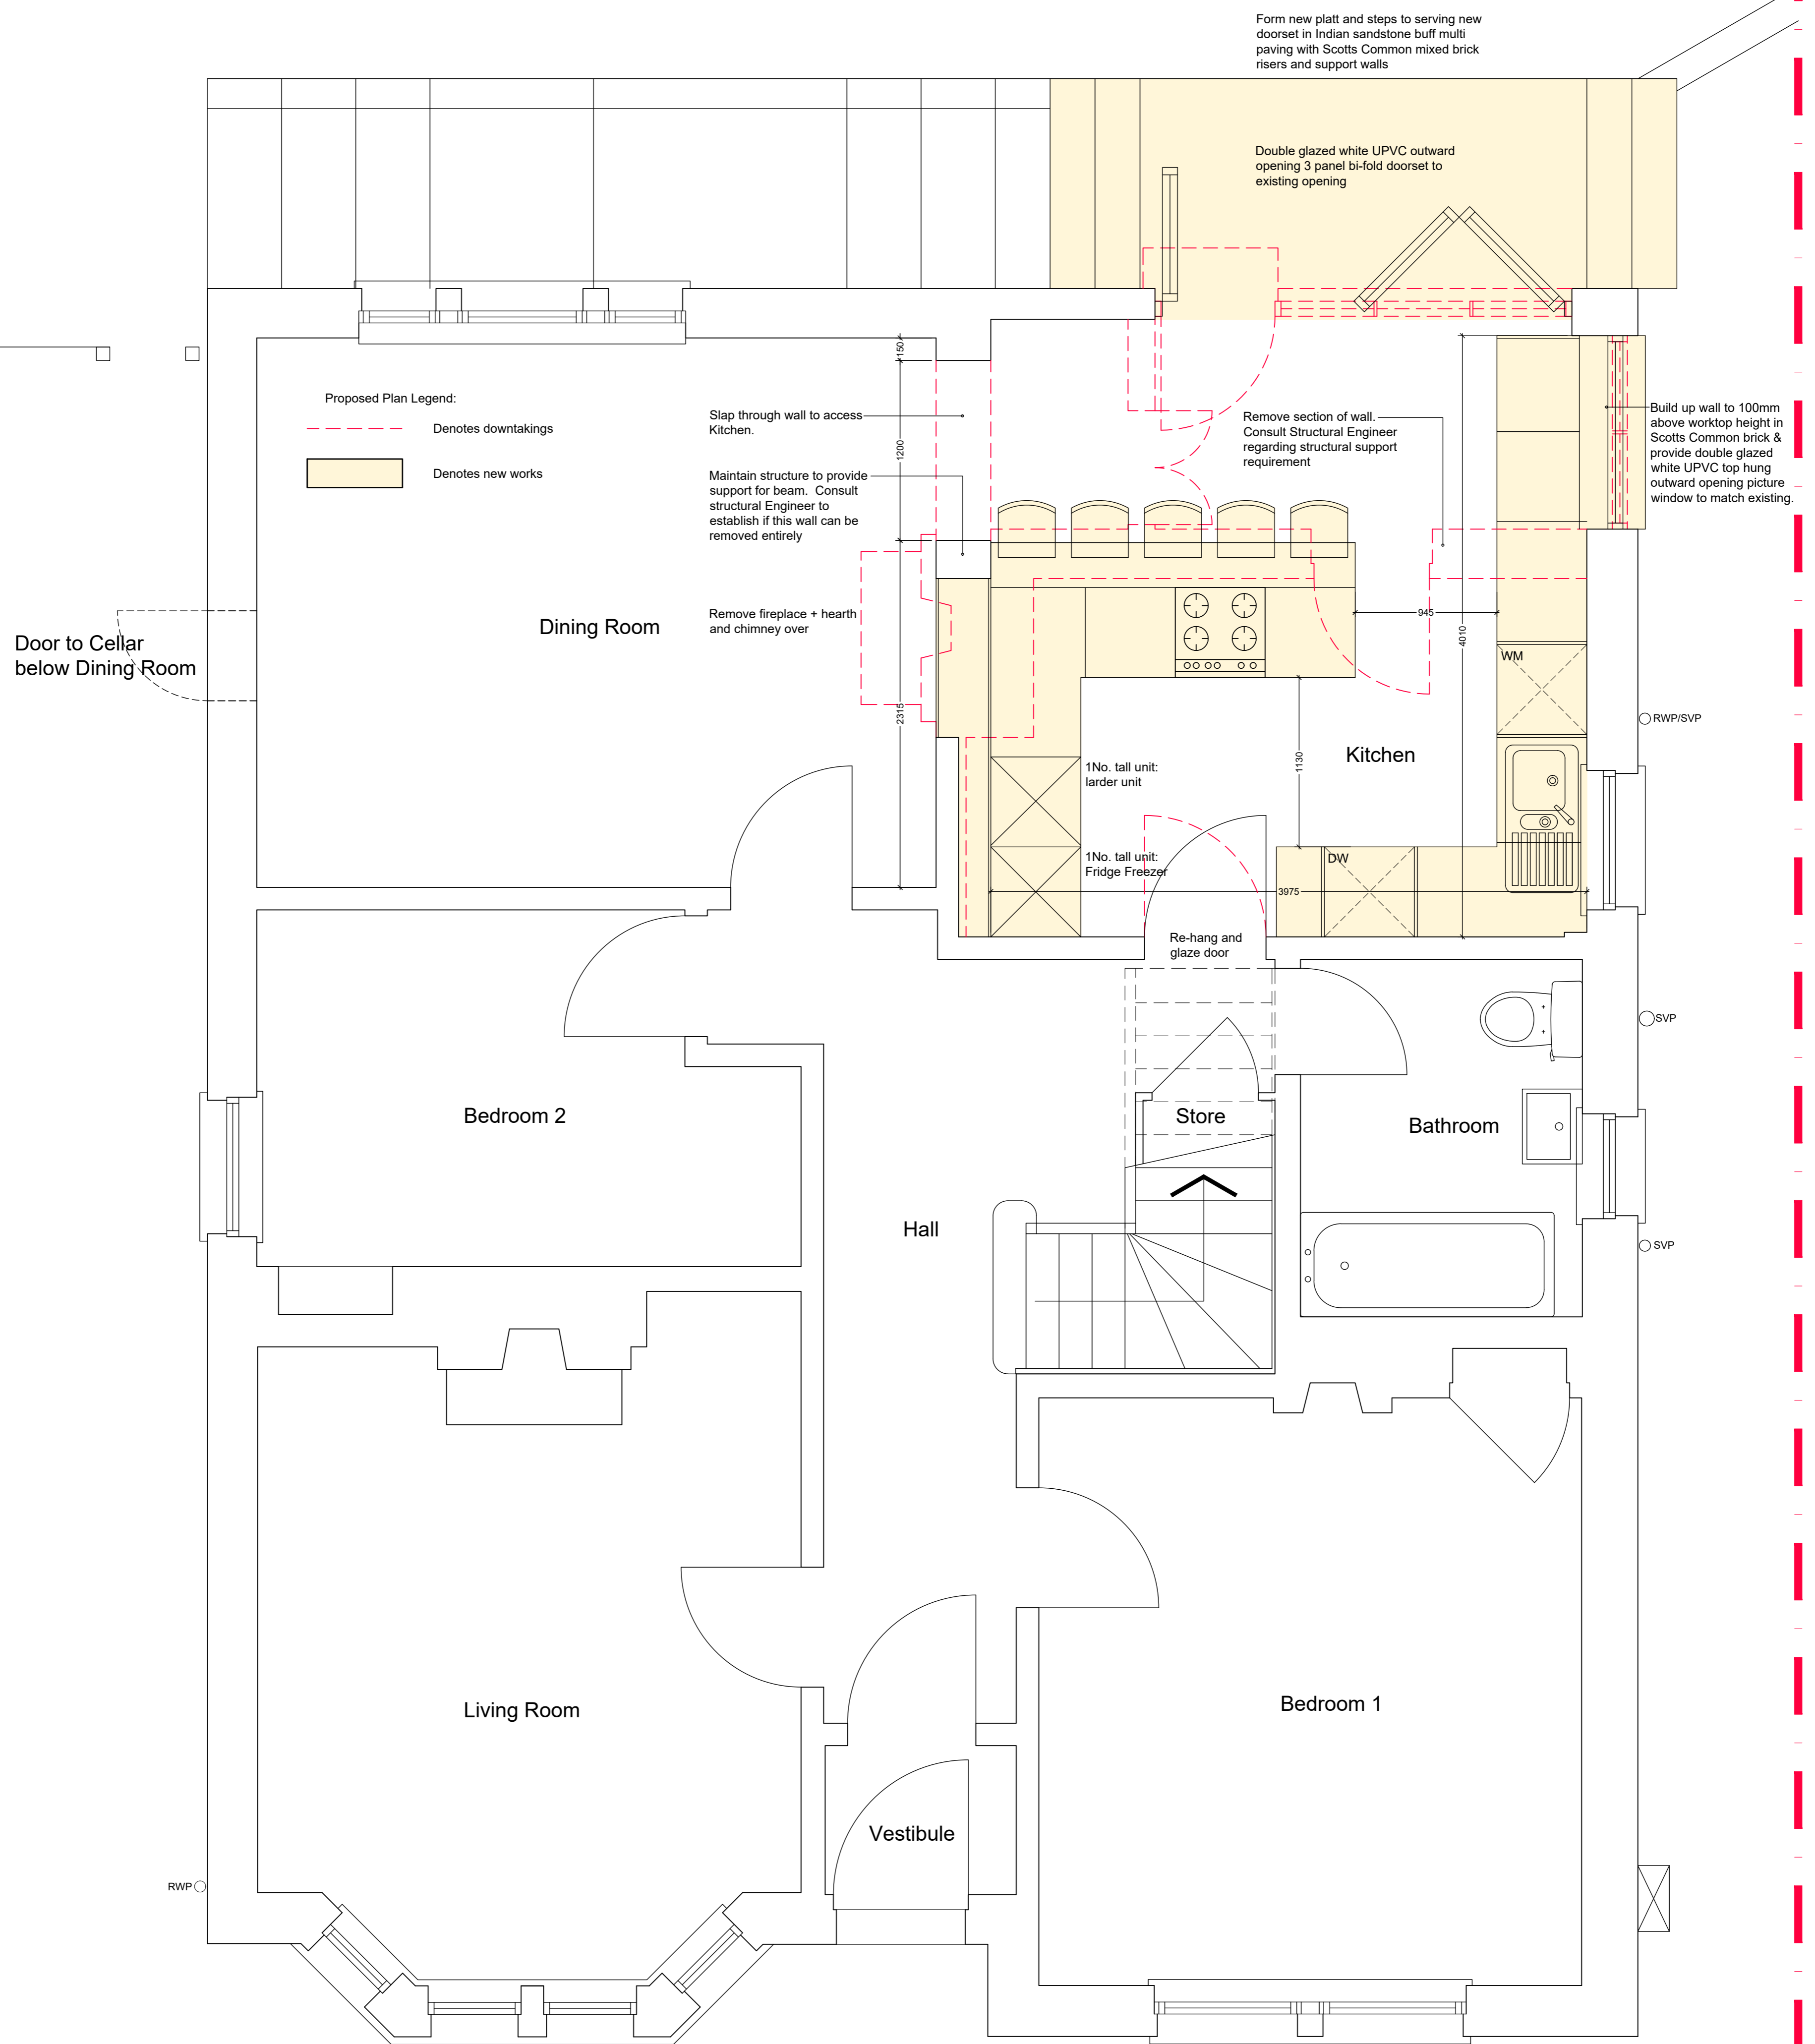 Form new platt and steps to serving new
doorset in Indian sandstone buff multi
paving with Scotts Common mixed brick
risers and support walls
Double glazed white UPVC outward
opening 3 panel bi-fold doorset to
existing opening
Proposed Plan Legend:
Denotes downtakings
Denotes new works
Slap through wall to access
Kitchen.
Maintain structure to provide
support for beam. Consult
structural Engineer to
establish if this wall can be
removed entirely
Remove fireplace + hearth
and chimney over
150
1200
2315
Remove section of wall.
Consult Structural Engineer
regarding structural support
requirement
Build up wall to 100mm
above worktop height in
Scotts Common brick &
provide double glazed
white UPVC top hung
outward opening picture
window to match existing.
Door to Cellar
below Dining Room
Dining Room
945
4010
WM
RWP/SVP
Kitchen
1130
1No. tall unit:
larder unit
1No. tall unit:
Fridge Freezer
DW
3975
Re-hang and
glaze door
SVP
Bedroom 2
Store
Bathroom
Hall
SVP
Living Room
Bedroom 1
Vestibule
RWP